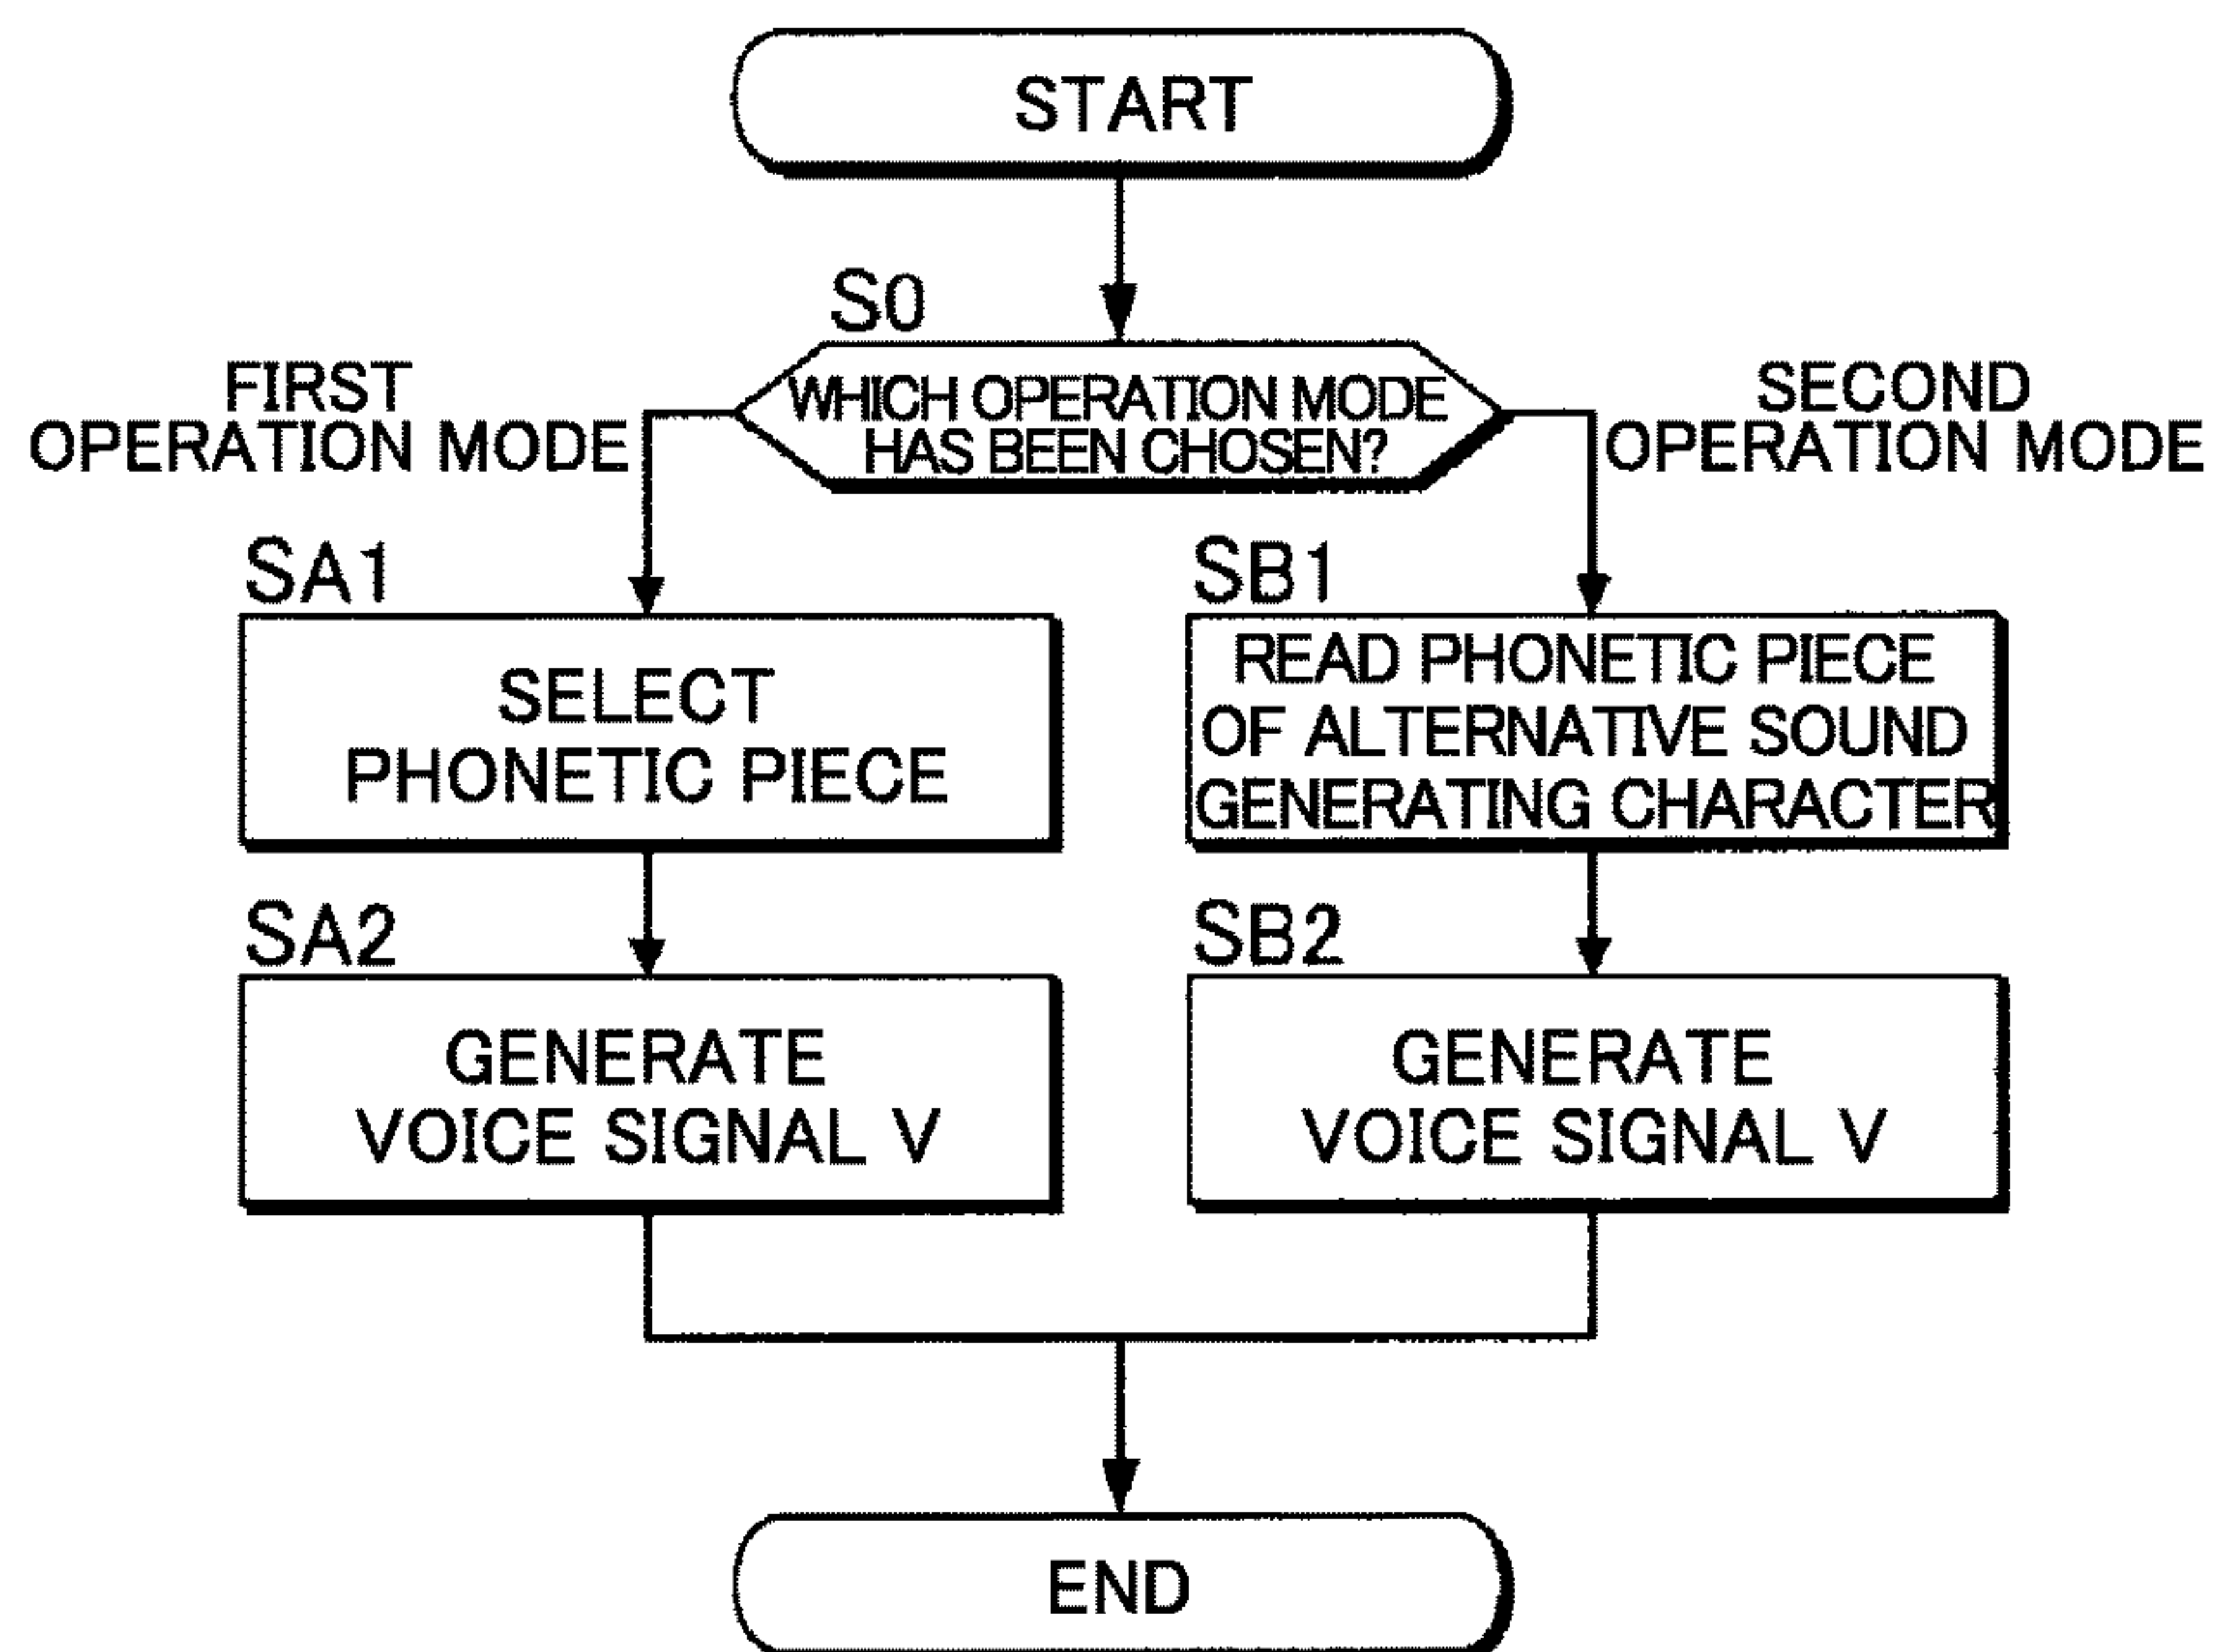 START
S0
WHICH OPERATION MODE
HAS BEEN CHOSEN?
FIRST
OPERATION MODE
SECOND
OPERATION MODE
SA1
SELECT
PHONETIC PIECE
SB1
READ PHONETIC PIECE
OF ALTERNATIVE SOUND
GENERATING CHARACTER
SA2
GENERATE
VOICE SIGNAL V
SB2
GENERATE
VOICE SIGNAL V
END